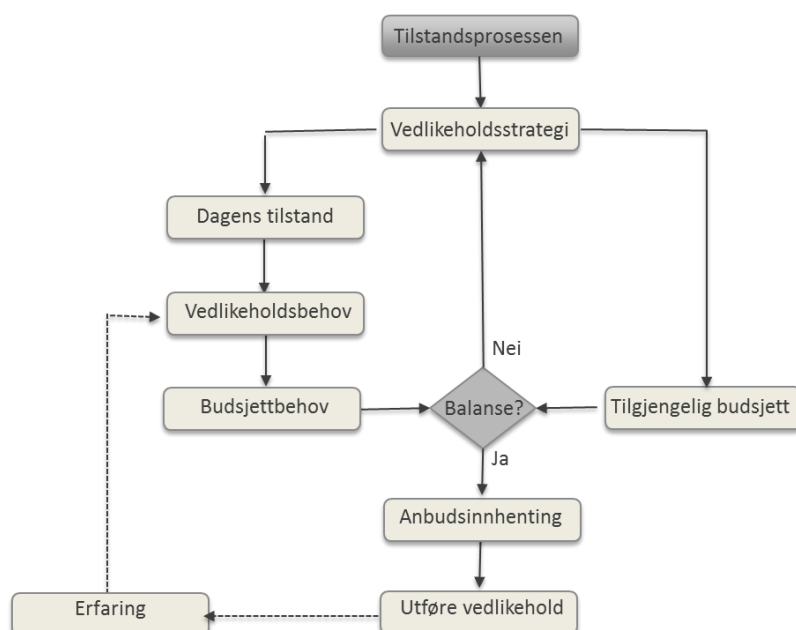 Tilstandsprosessen
Vedlikeholdsstrategi
Dagens tilstand
Vedlikeholdsbehov
Nei
Budsjettbehov
Balanse?
Tilgjengelig budsjett
Ja
Anbudsinnhenting
Utføre vedlikehold
Erfaring